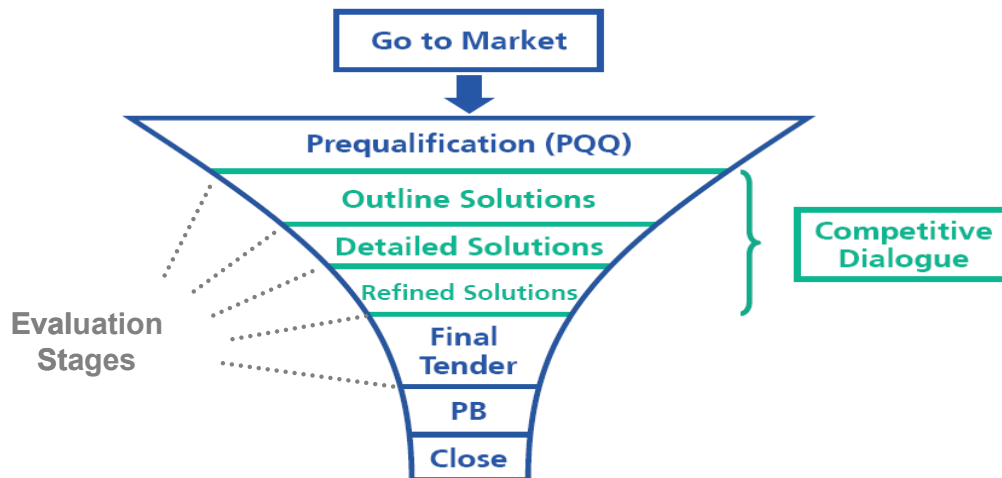 Go to Market
Prequalification (PQQ)
Outline Solutions
Detailed Solutions
Refined Solutions
Competitive
Dialogue
Evaluation
Stages
Final
Tender
PB
Close